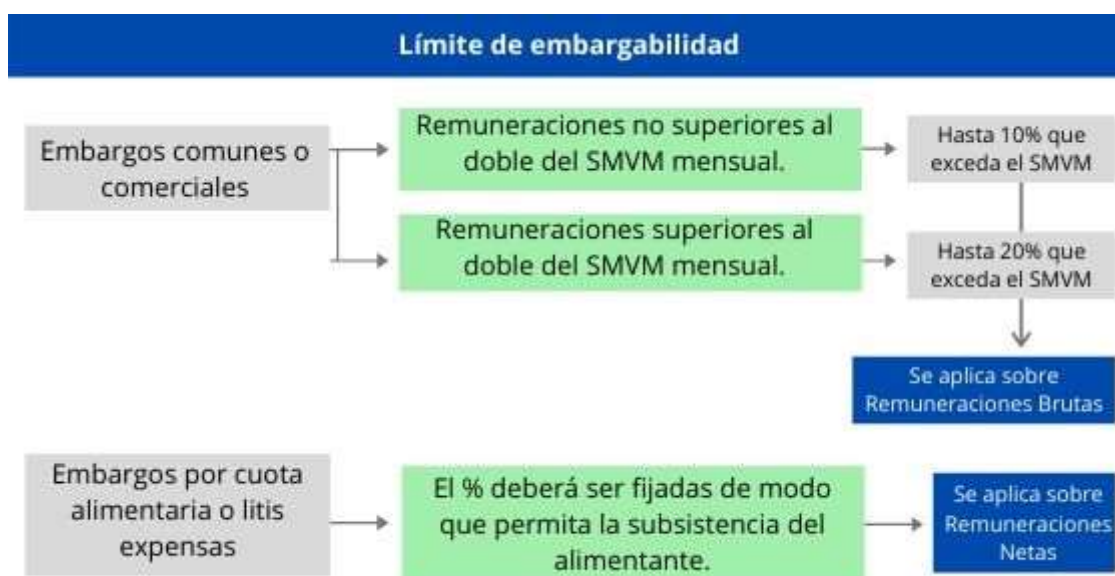 Límite de embargabilidad
Embargos comunes o
comerciales
Remuneraciones no superiores al
doble del SMVM mensual.
Hasta 10% que
exceda el SMVM
Remuneraciones superiores al
doble del SMVM mensual.
Hasta 20% que
exceda el SMVM
Se aplica sobre
Remuneraciones Brutas
Embargos por cuota
alimentaria o litis
expensas
El % deberá ser fijadas de modo
que permita la subsistencia del
alimentante.
Se aplica sobre
Remuneraciones
Netas